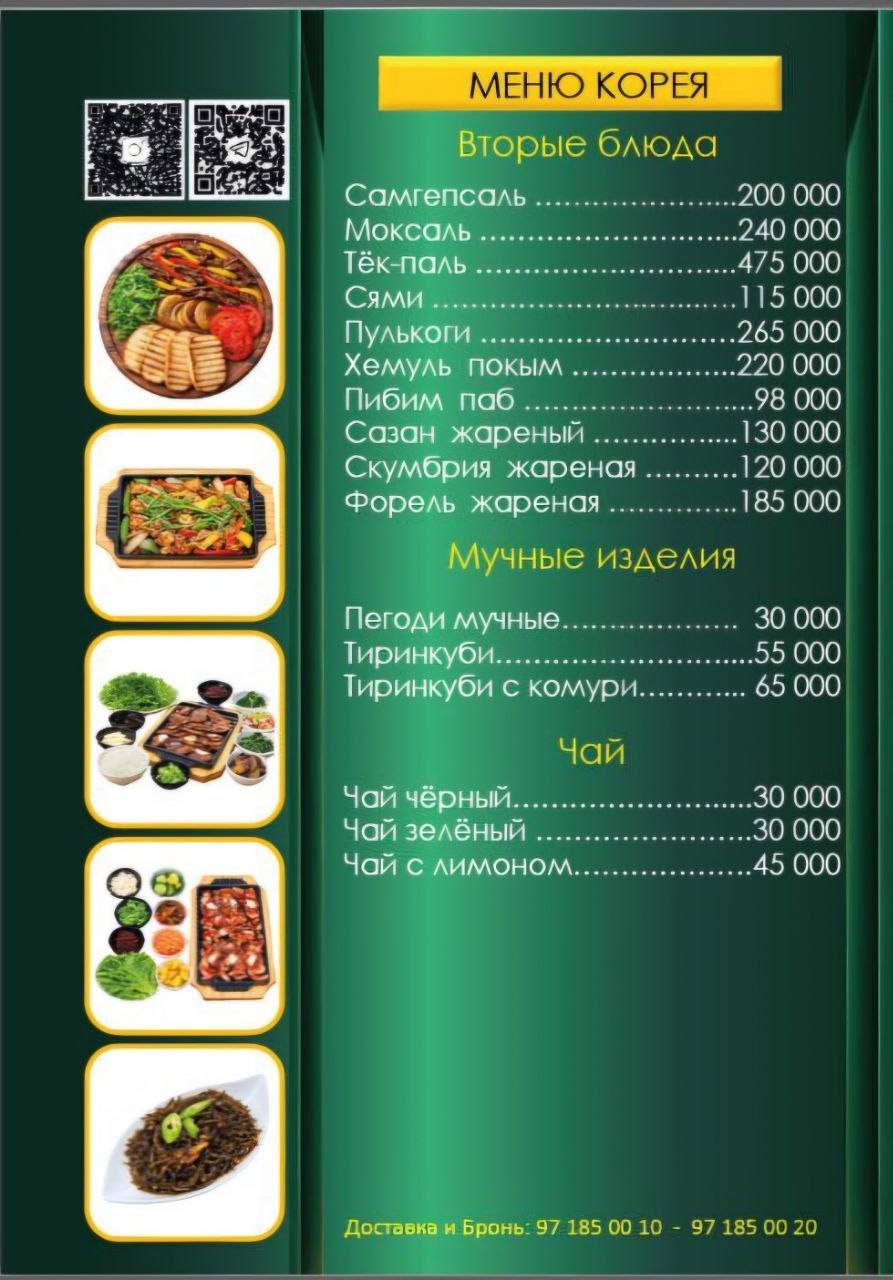 МЕНЮ КОРЕЯ
Вторые блюда
Самгепсаль ........................200 000
Моксаль ..............................240 000
Тёк-паль ..............................475 000
Сями ...................................115 000
Пулькоги ..............................265 000
Хемуль покым ...................220 000
Пибим паб ..........................98 000
Сазан жареный .................130 000
Скумбрия жареная ...........120 000
Форель жареная ...............185 000
Мучные изделия
Пегоди мучные.................... 30 000
Тиринкуби.............................55 000
Тиринкуби с комури............ 65 000
Чай
Чай чёрный...........................30 000
Чай зелёный ........................30 000
Чай с лимоном....................45 000
Доставка и Бронь: 97 185 00 10 - 97 185 00 20